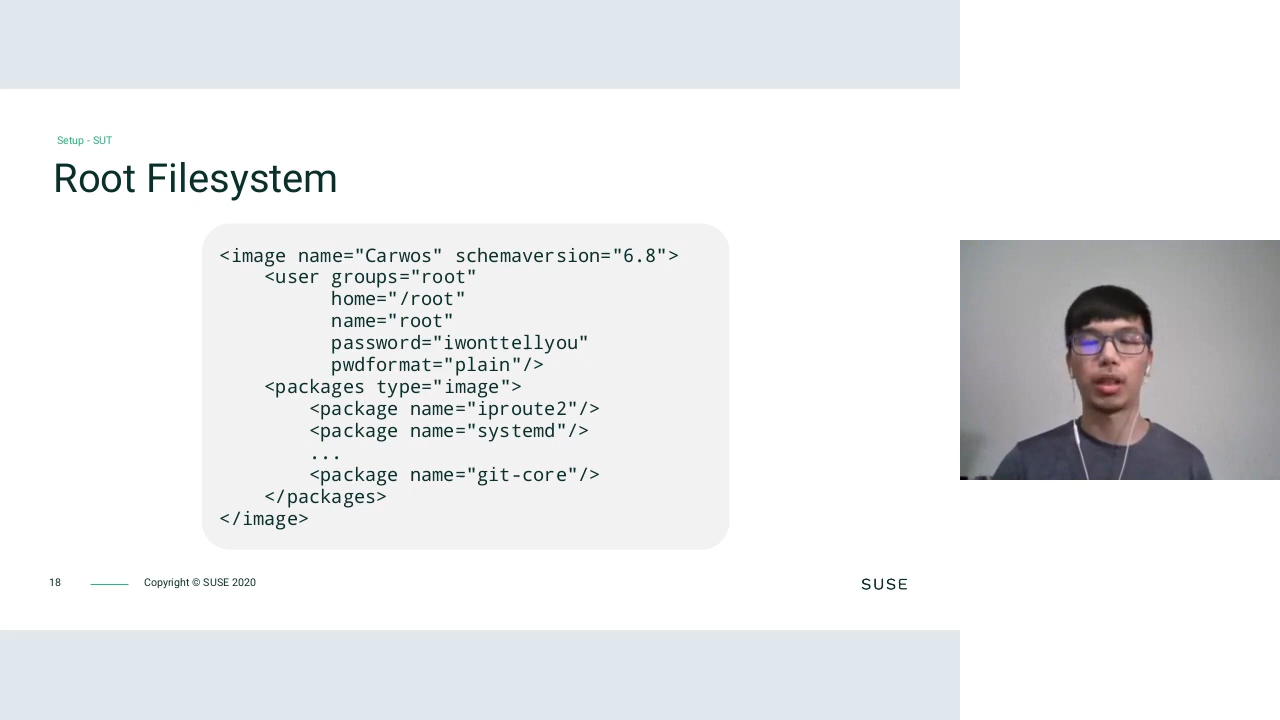 Setup - SUT
Root Filesystem
<image name="Carwos" schemaversion="6.8">
    <user groups="root"
          home="/root"
          name="root"
          password="iwonttellyou"
          pwdformat="plain"/>
    <packages type="image">
        <package name="iproute2"/>
        <package name="systemd"/>
        ...
        <package name="git-core"/>
    </packages>
</image>
18
Copyright © SUSE 2020
SUSE